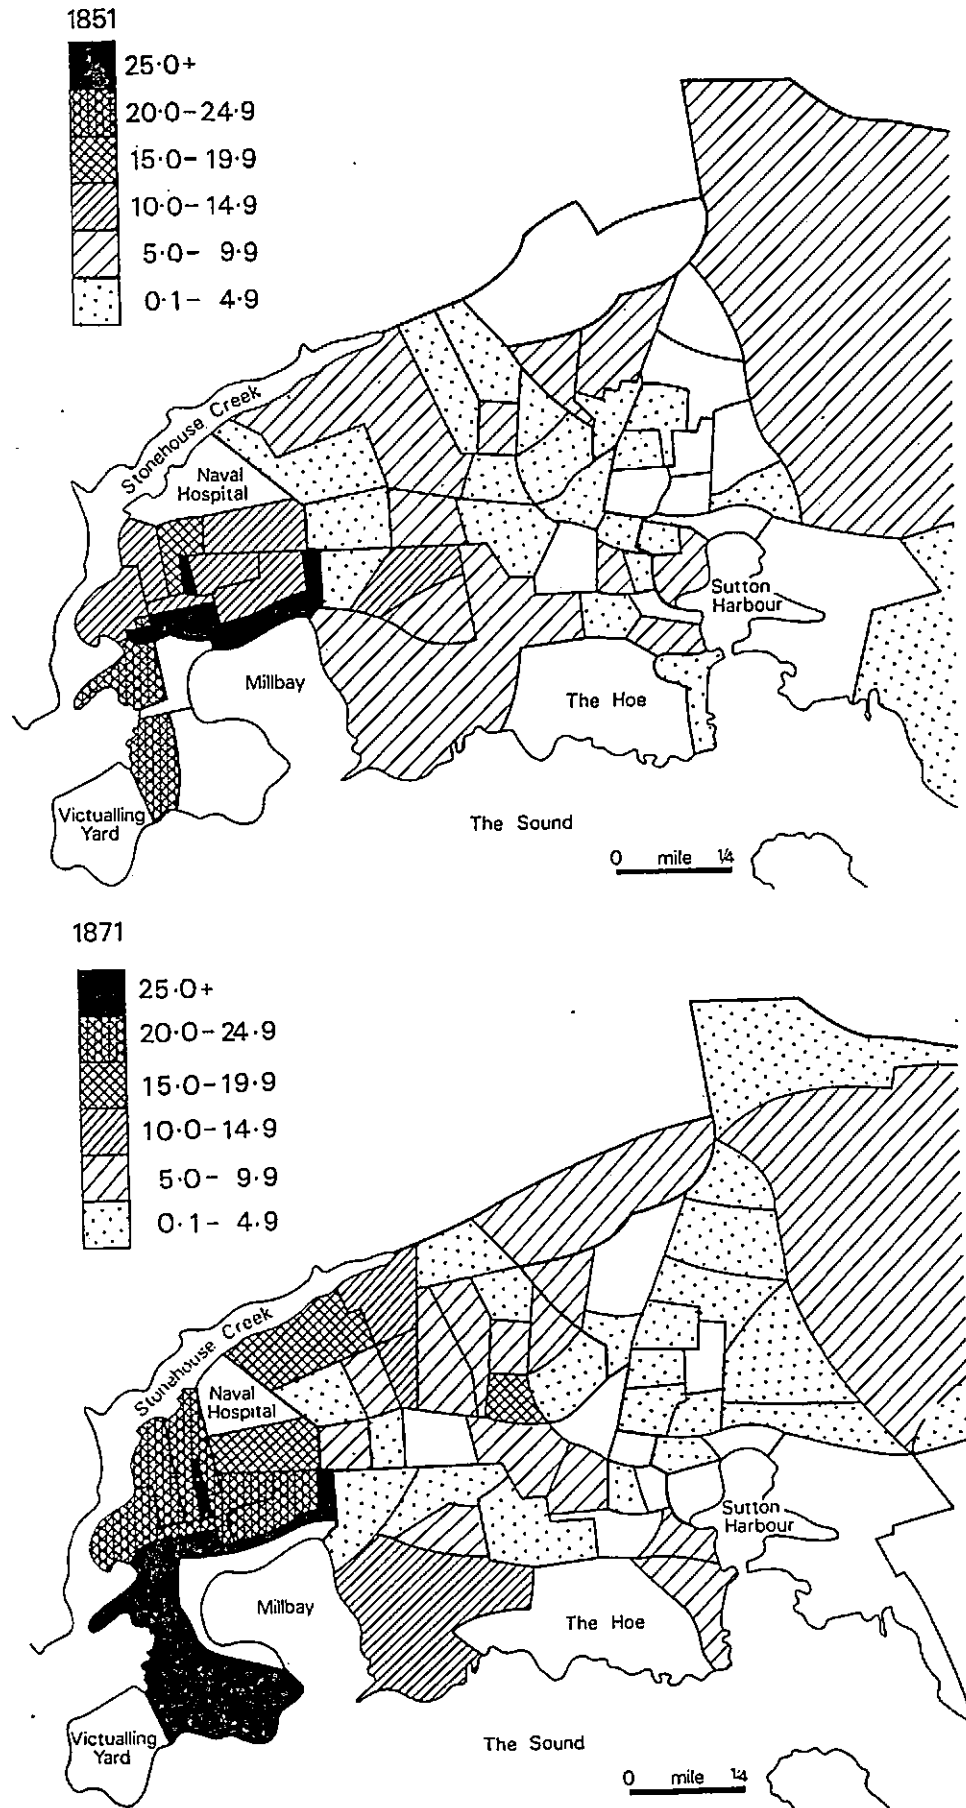 1851
25·0+
20·0-24·9
15·0-19·9
10·0-14·9
5·0-9·9
0·1-4·9
Stonehouse Creek
Naval
Hospital
Sutton
Harbour
Millbay
The Hoe
Victualling
Yard
The Sound
0 mile 1/4
1871
25·0+
20·0-24·9
15·0-19·9
10·0-14·9
5·0-9·9
0·1-4·9
Stonehouse Creek
Naval
Hospital
Sutton
Harbour
Millbay
The Hoe
Victualling
Yard
The Sound
0 mile 1/4